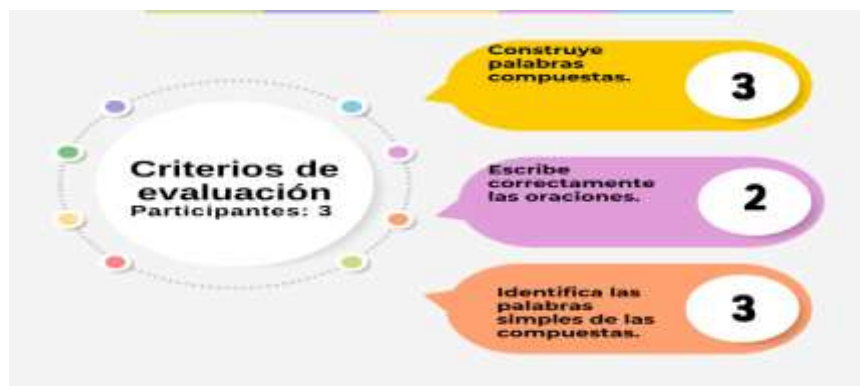 Criterios de
evaluación
Participantes: 3
Construye
palabras
compuestas.
3
Escribe
correctamente
las oraciones.
2
Identifica las
palabras
simples de las
compuestas.
3